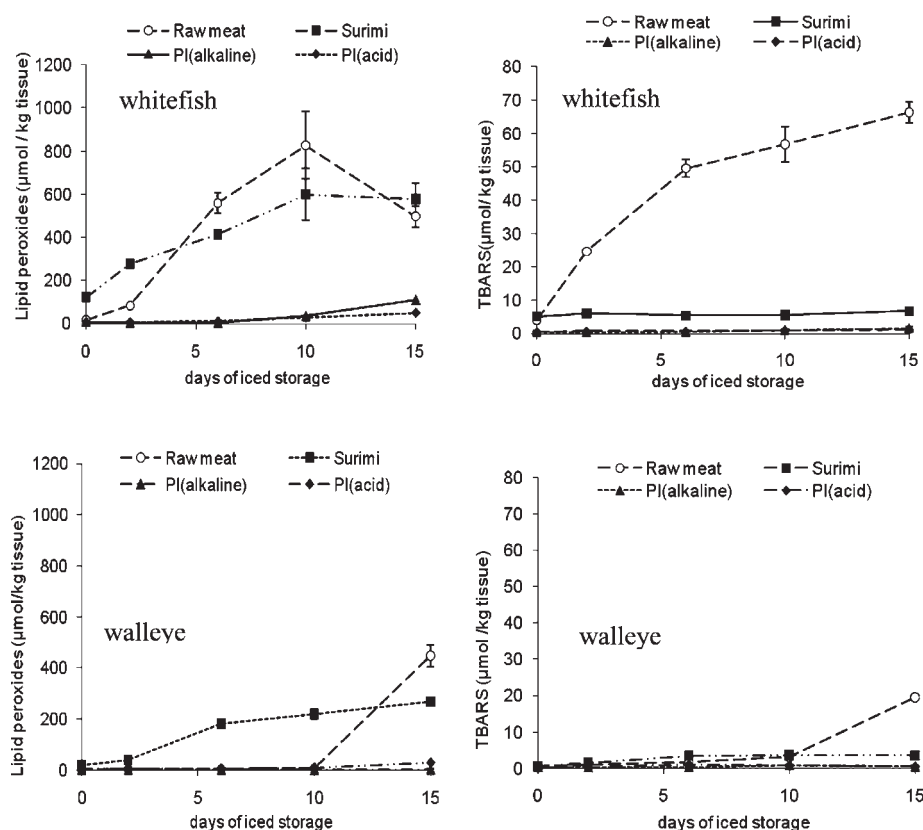 Raw meat Surimi
PI(alkaline) PI(acid)
Lipid peroxides (µmol / kg tissue)
1200
1000
800
600
400
200
0
whitefish
0 5 10 15
days of iced storage
Raw meat Surimi
PI(alkaline) PI(acid)
TBARS(µmol/ kg tissue)
80
70
60
50
40
30
20
10
0
whitefish
0 5 10 15
days of iced storage
Raw meat Surimi
PI(alkaline) PI(acid)
Lipid peroxides (µmol/kg tissue)
1200
1000
800
600
400
200
0
walleye
0 5 10 15
days of iced storage
Raw meat Surimi
PI(alkaline) PI(acid)
TBARS(µmol /kg tissue)
80
70
60
50
40
30
20
10
0
walleye
0 5 10 15
days of iced storage